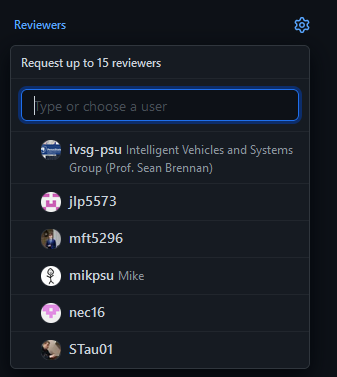 Reviewers
Request up to 15 reviewers
Type or choose a user
ivsg-psu Intelligent Vehicles and Systems
Group (Prof. Sean Brennan)
jlp5573
mft5296
mikpsu Mike
nec16
STau01